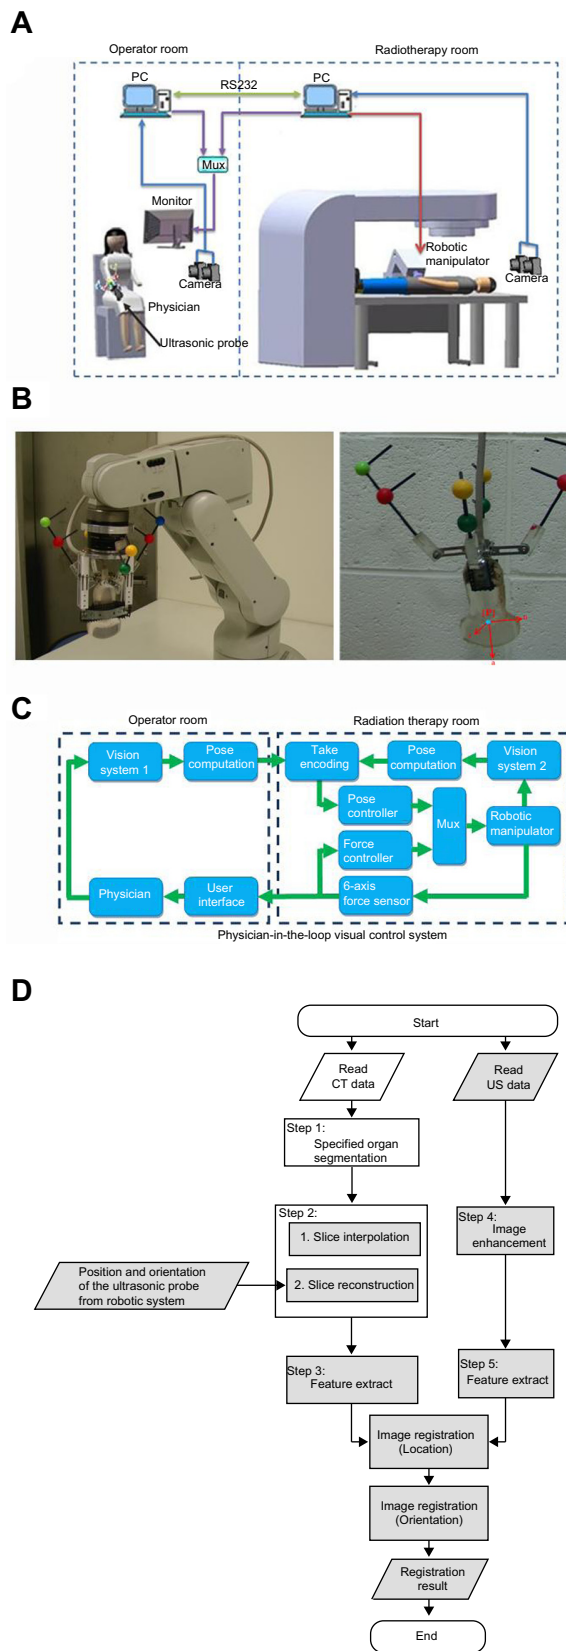 A
Operator room
Radiotherapy room
PC
RS232
PC
Mux
Monitor
Camera
Robotic
manipulator
Camera
Physician
Ultrasonic probe
B
C
Operator room
Radiation therapy room
Vision
system 1
Pose
computation
Take
encoding
Pose
computation
Vision
system 2
Pose
controller
Mux
Robotic
manipulator
Force
controller
Physician
User
interface
6-axis
force sensor
Physician-in-the-loop visual control system
D
Start
Read
CT data
Read
US data
Step 1:
Specified organ
segmentation
Step 2:
1. Slice interpolation
Step 4:
Image
enhancement
Position and orientation
of the ultrasonic probe
from robotic system
2. Slice reconstruction
Step 3:
Feature extract
Step 5:
Feature extract
Image registration
(Location)
Image registration
(Orientation)
Registration
result
End